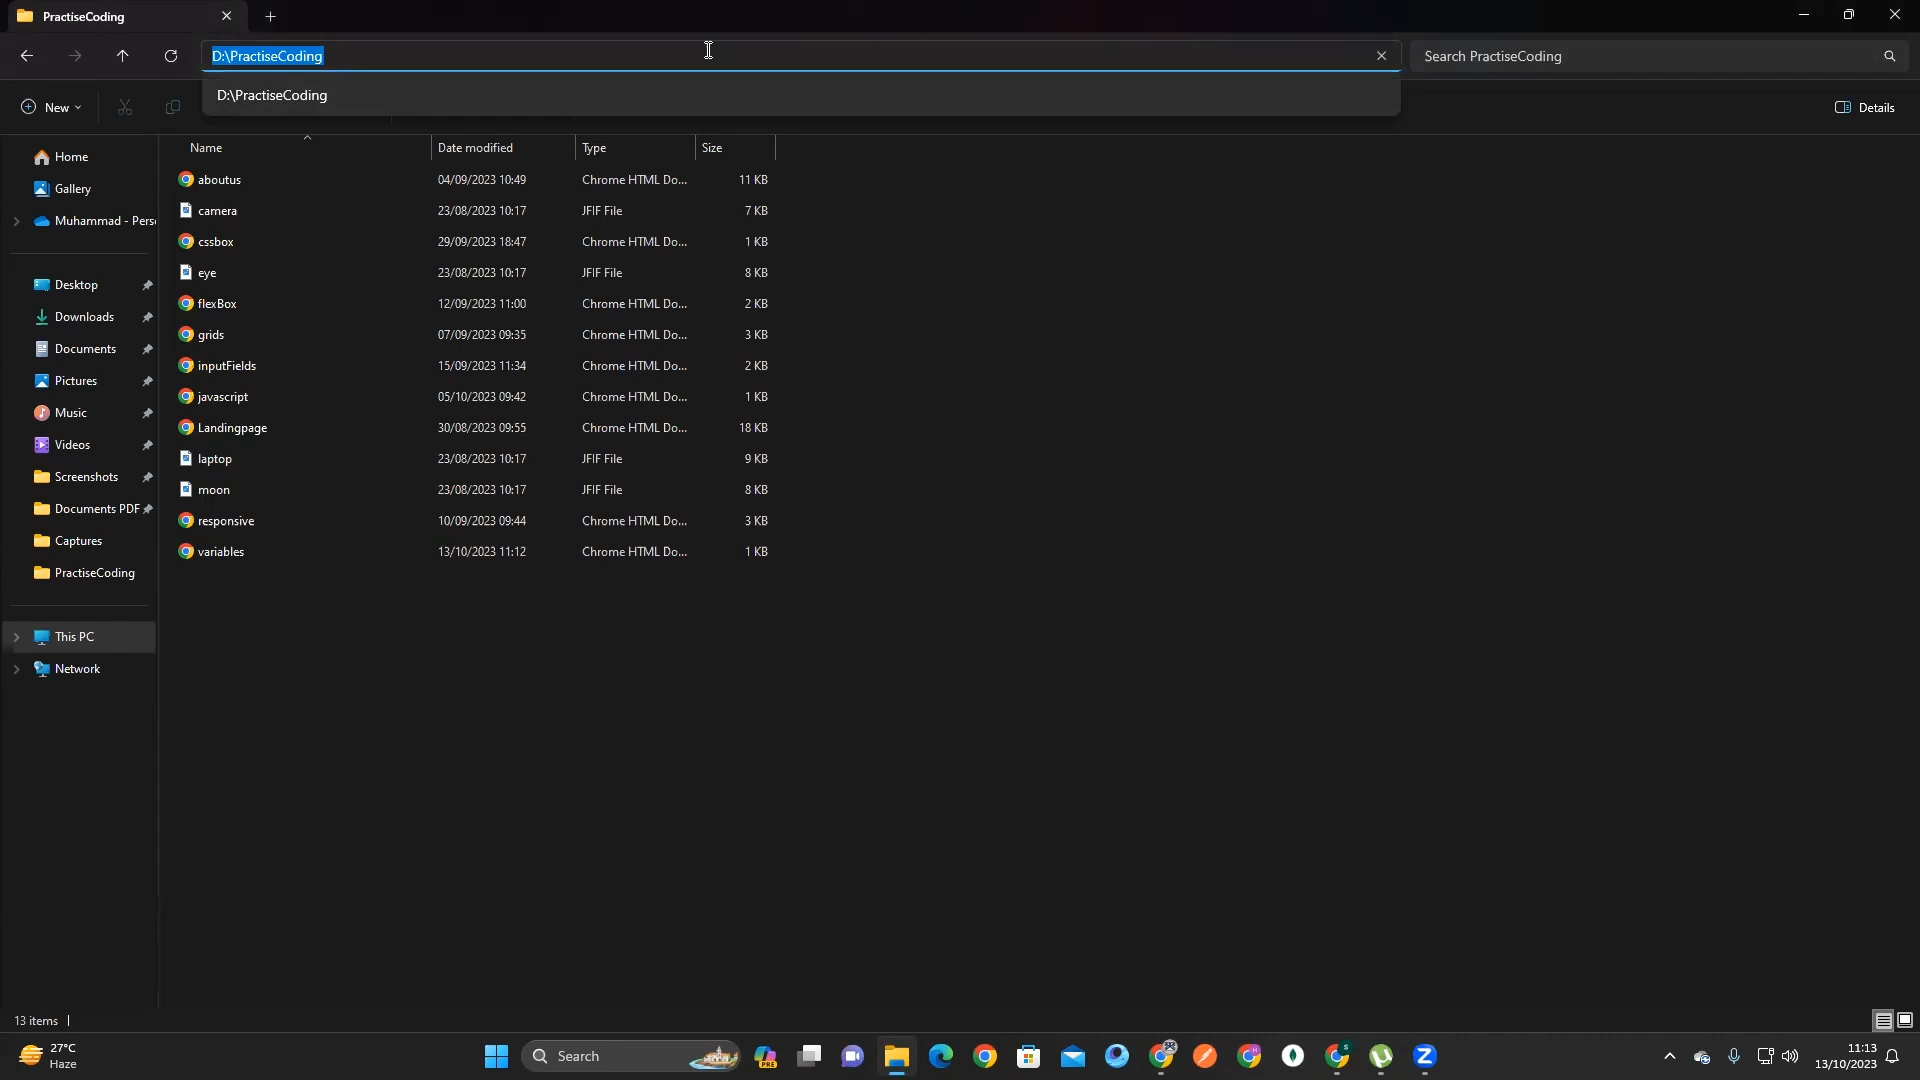 PractiseCoding
D:\PractiseCoding
Search PractiseCoding
D:\PractiseCoding
New
Details
Name Date modified Type Size
aboutus 04/09/2023 10:49 Chrome HTML Do... 11 KB
camera 23/08/2023 10:17 JFIF File 7 KB
cssbox 29/09/2023 18:47 Chrome HTML Do... 1 KB
eye 23/08/2023 10:17 JFIF File 8 KB
flexBox 12/09/2023 11:00 Chrome HTML Do... 2 KB
grids 07/09/2023 09:35 Chrome HTML Do... 3 KB
inputFields 15/09/2023 11:34 Chrome HTML Do... 2 KB
javascript 05/10/2023 09:42 Chrome HTML Do... 1 KB
Landingpage 30/08/2023 09:55 Chrome HTML Do... 18 KB
laptop 23/08/2023 10:17 JFIF File 9 KB
moon 23/08/2023 10:17 JFIF File 8 KB
responsive 10/09/2023 09:44 Chrome HTML Do... 3 KB
variables 13/10/2023 11:12 Chrome HTML Do... 1 KB
Home
Gallery
Muhammad - Pers
Desktop
Downloads
Documents
Pictures
Music
Videos
Screenshots
Documents PDF
Captures
PractiseCoding
This PC
Network
13 items
27°C
Haze
Search
PRE
11:13
13/10/2023